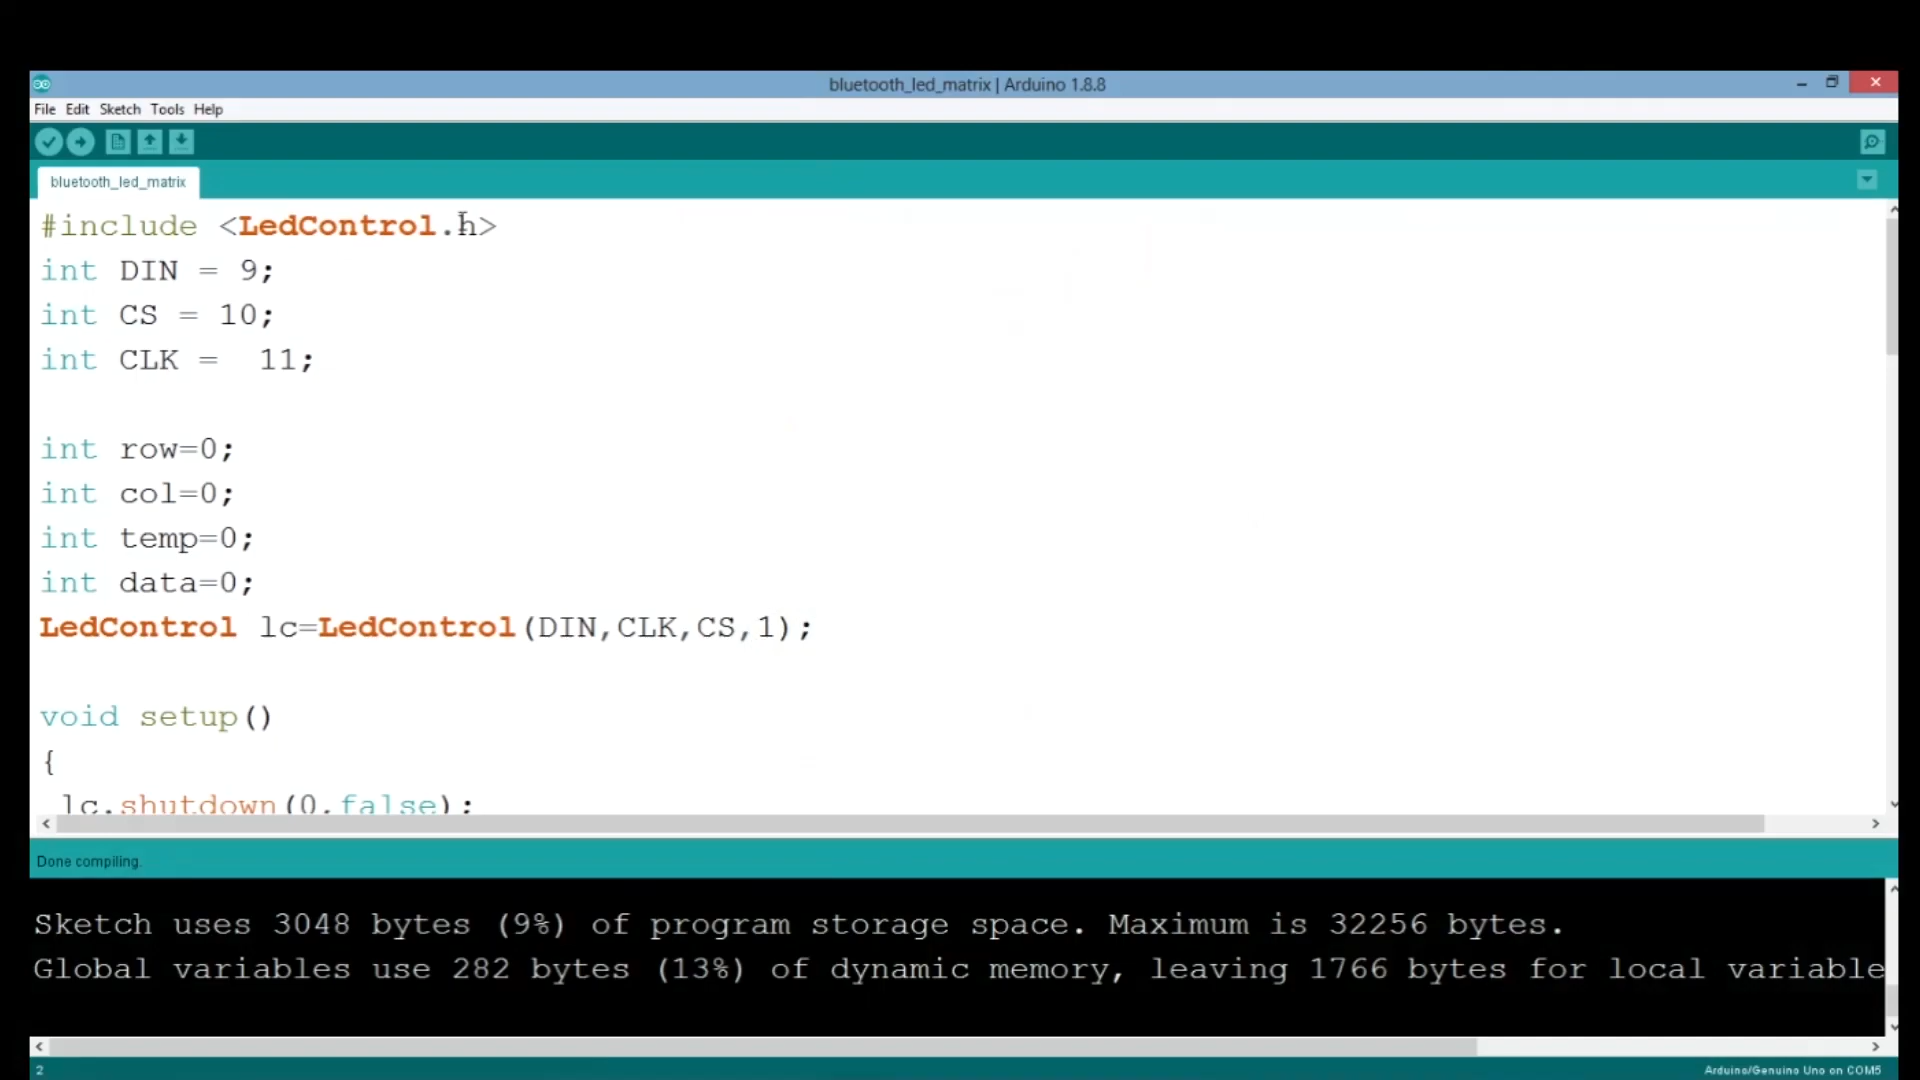 bluetooth_led_matrix | Arduino 1.8.8
File Edit Sketch Tools Help
bluetooth_led_matrix
#include <LedControl.h>
int DIN = 9;
int CS = 10;
int CLK =  11;
int row=0;
int col=0;
int temp=0;
int data=0;
LedControl lc=LedControl(DIN,CLK,CS,1);
void setup()
{
lc.shutdown(0,false);
Done compiling.
Sketch uses 3048 bytes (9%) of program storage space. Maximum is 32256 bytes.
Global variables use 282 bytes (13%) of dynamic memory, leaving 1766 bytes for local variable
2
Arduino/Genuino Uno on COM5